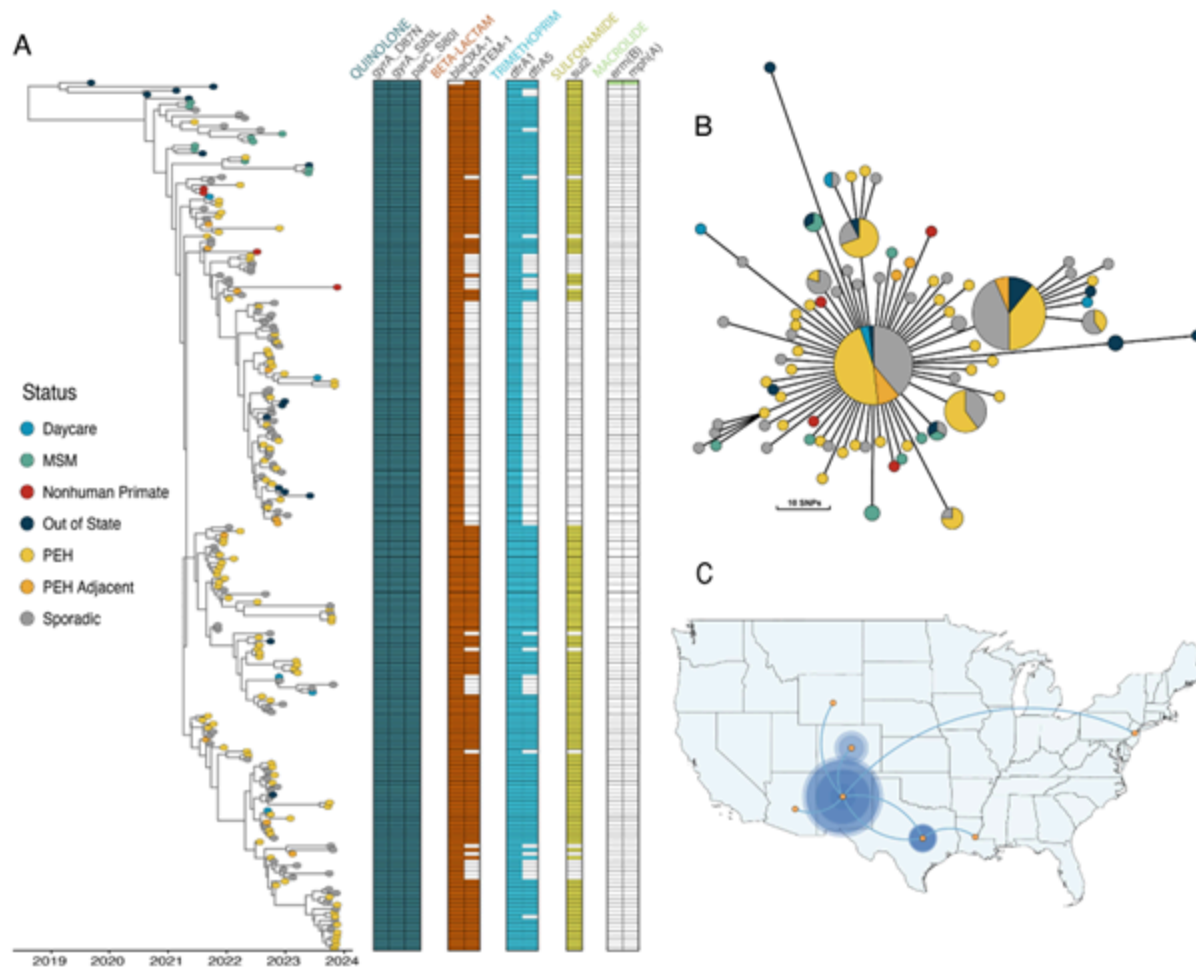 A
QUINOLONE
gyrA_D87N
gyrA_S83L
parC_S80I
BETA-LACTAM
blaOXA-1
blaTEM-1
TRIMETHOPRIM
dfrA1
dfrA5
SULFONAMIDE
sul2
MACROLIDE
erm(B)
mph(A)
Status
Daycare
MSM
Nonhuman Primate
Out of State
PEH
PEH Adjacent
Sporadic
2019 2020 2021 2022 2023 2024
B
10 SNPs
C